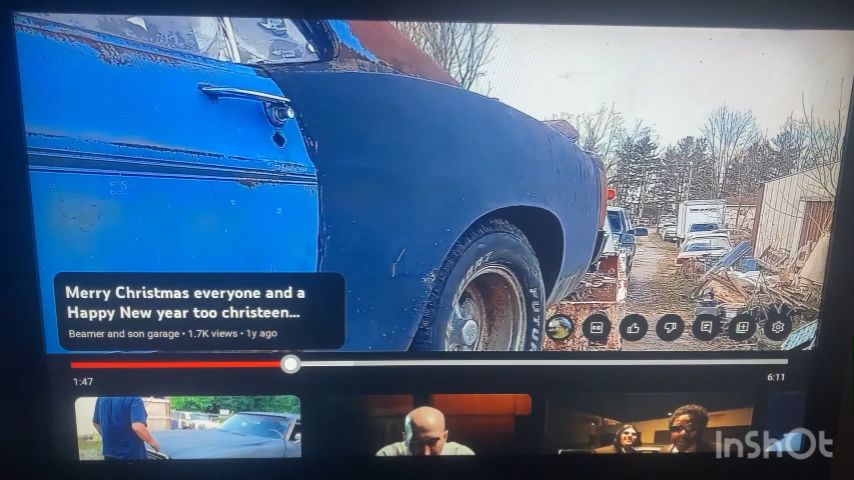 Merry Christmas everyone and a
Happy New year too christeen...
Beamer and son garage • 1.7K views • 1y ago
1:47
6:11
InShOt